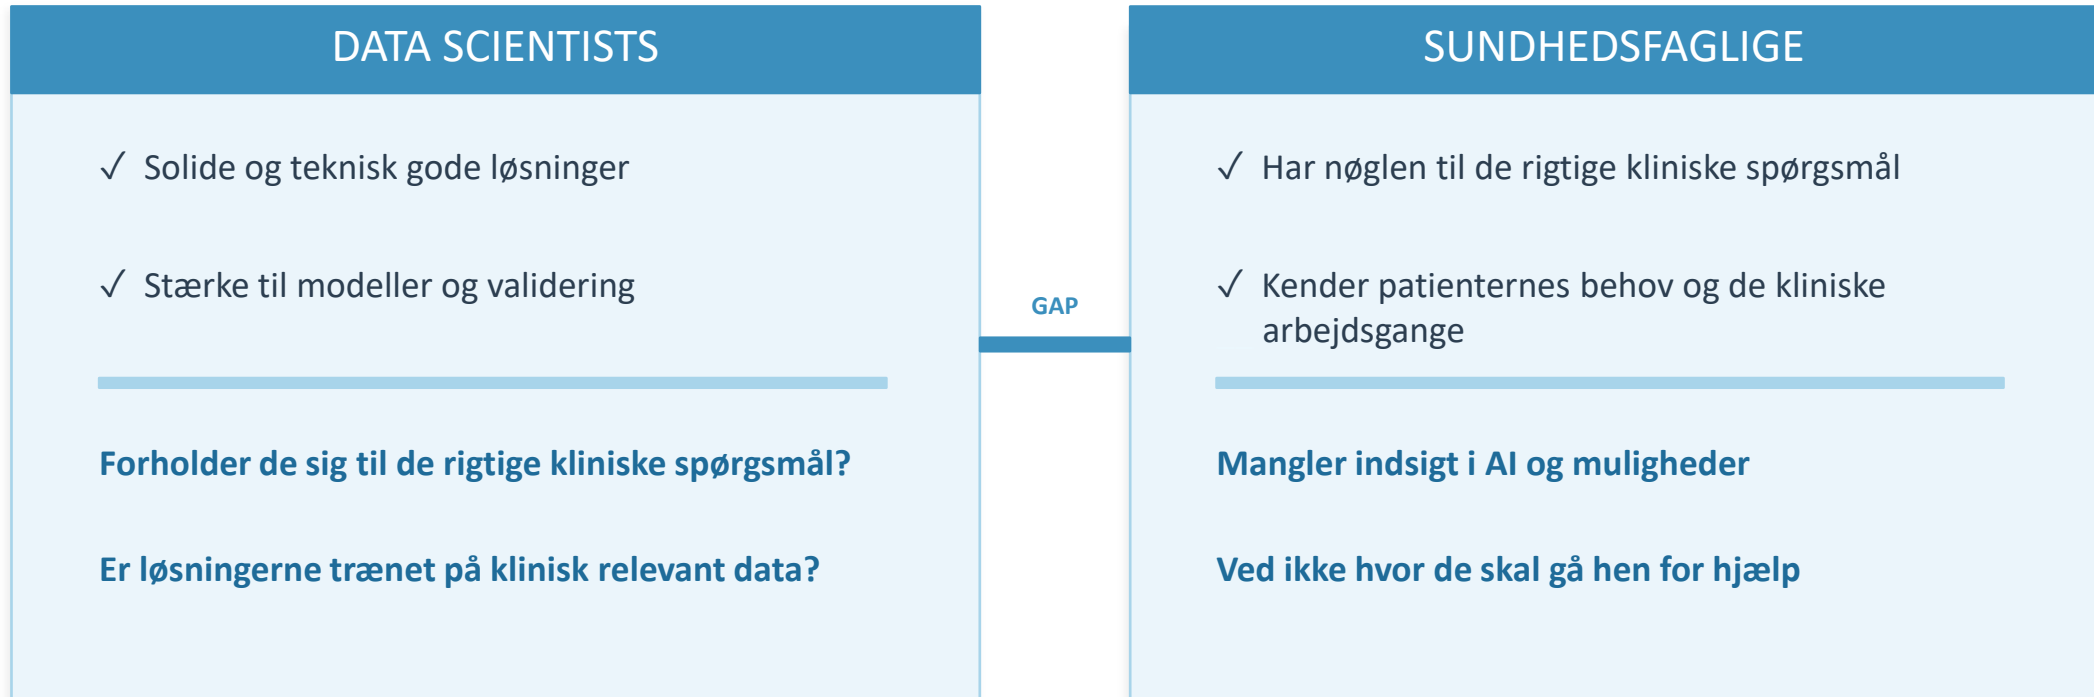 DATA SCIENTISTS
✓ Solide og teknisk gode løsninger
✓ Stærke til modeller og validering
Forholder de sig til de rigtige kliniske spørgsmål?
Er løsningerne trænet på klinisk relevant data?
GAP
SUNDHEDSFAGLIGE
✓ Har nøglen til de rigtige kliniske spørgsmål
✓ Kender patienternes behov og de kliniske
arbejdsgange
Mangler indsigt i AI og muligheder
Ved ikke hvor de skal gå hen for hjælp